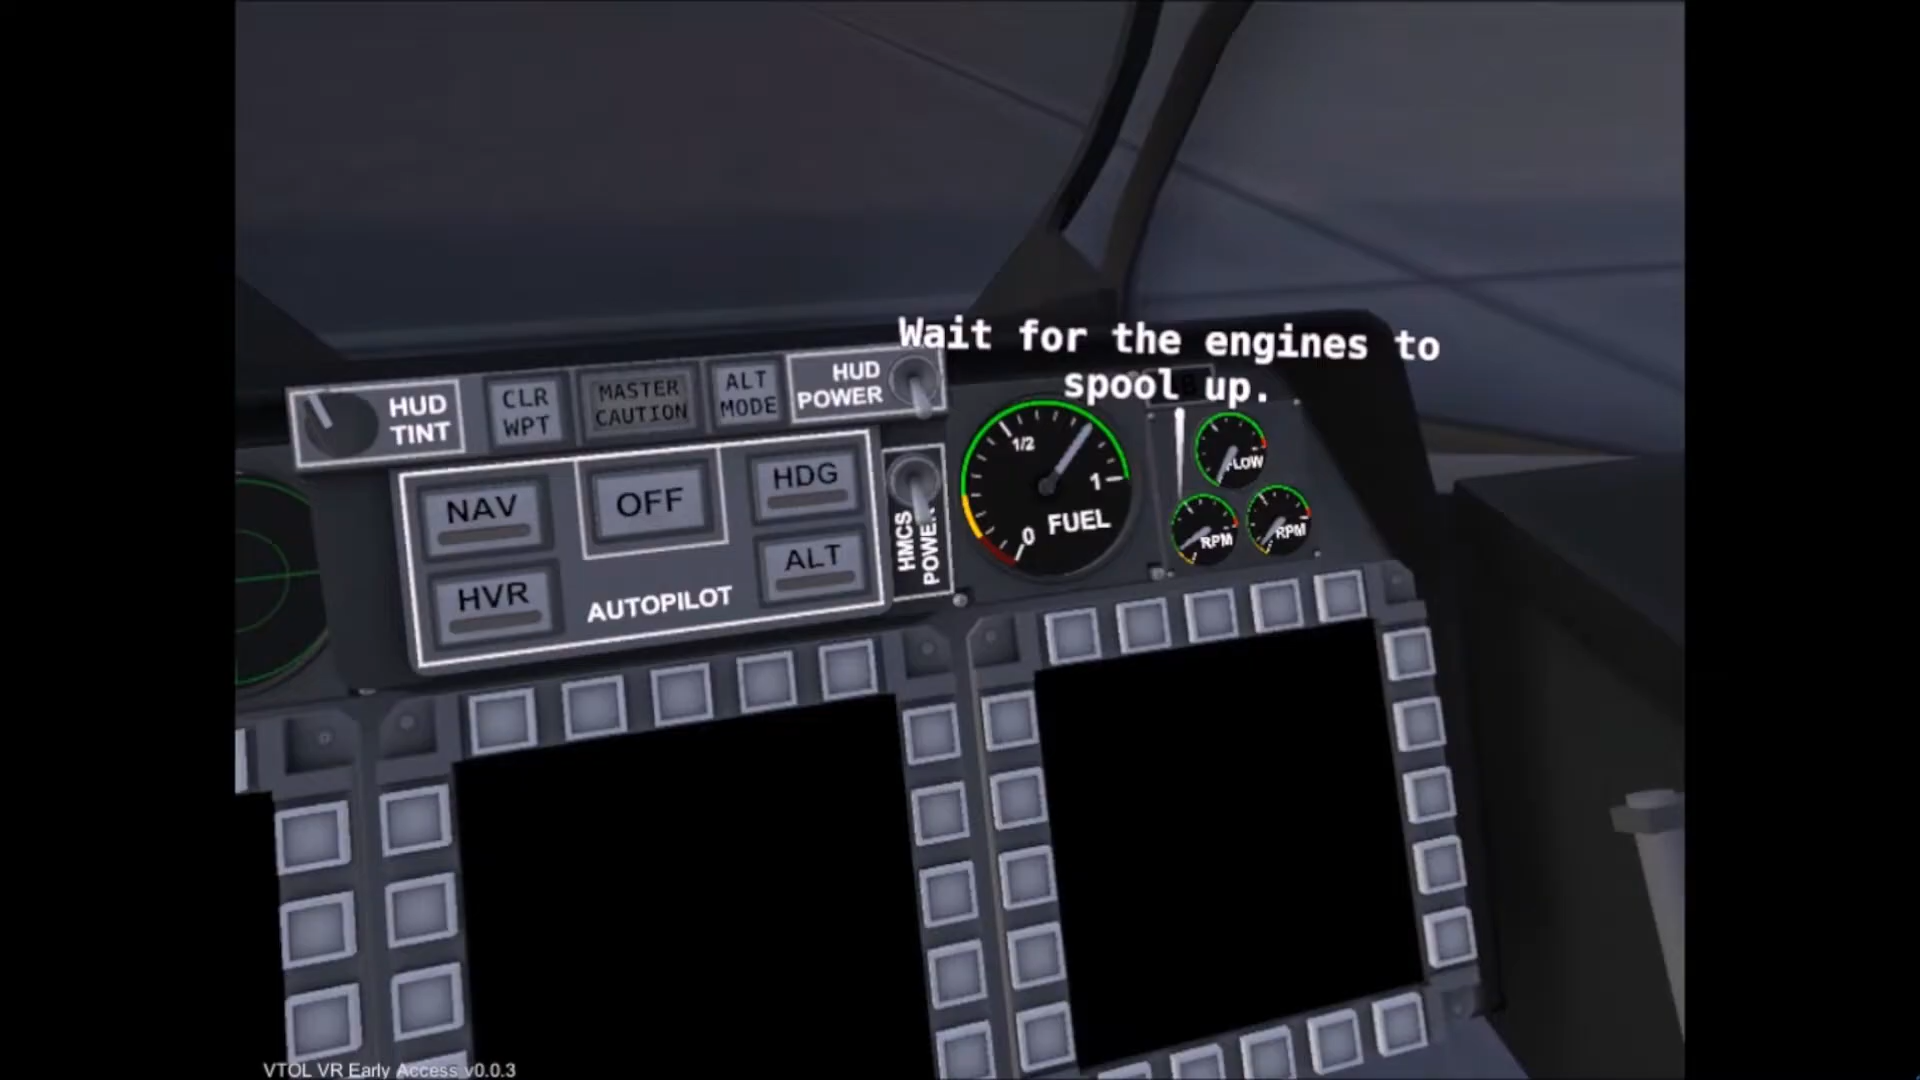 Wait for the engines to
spool up.
HUD
TINT
CLR
WPT
MASTER
CAUTION
ALT
MODE
HUD
POWER
NAV
OFF
HDG
HVR
AUTOPILOT
ALT
HMCS
POWER
1/2
1
0
FUEL
FLOW
RPM
RPM
VTOL VR Early Access v0.0.3